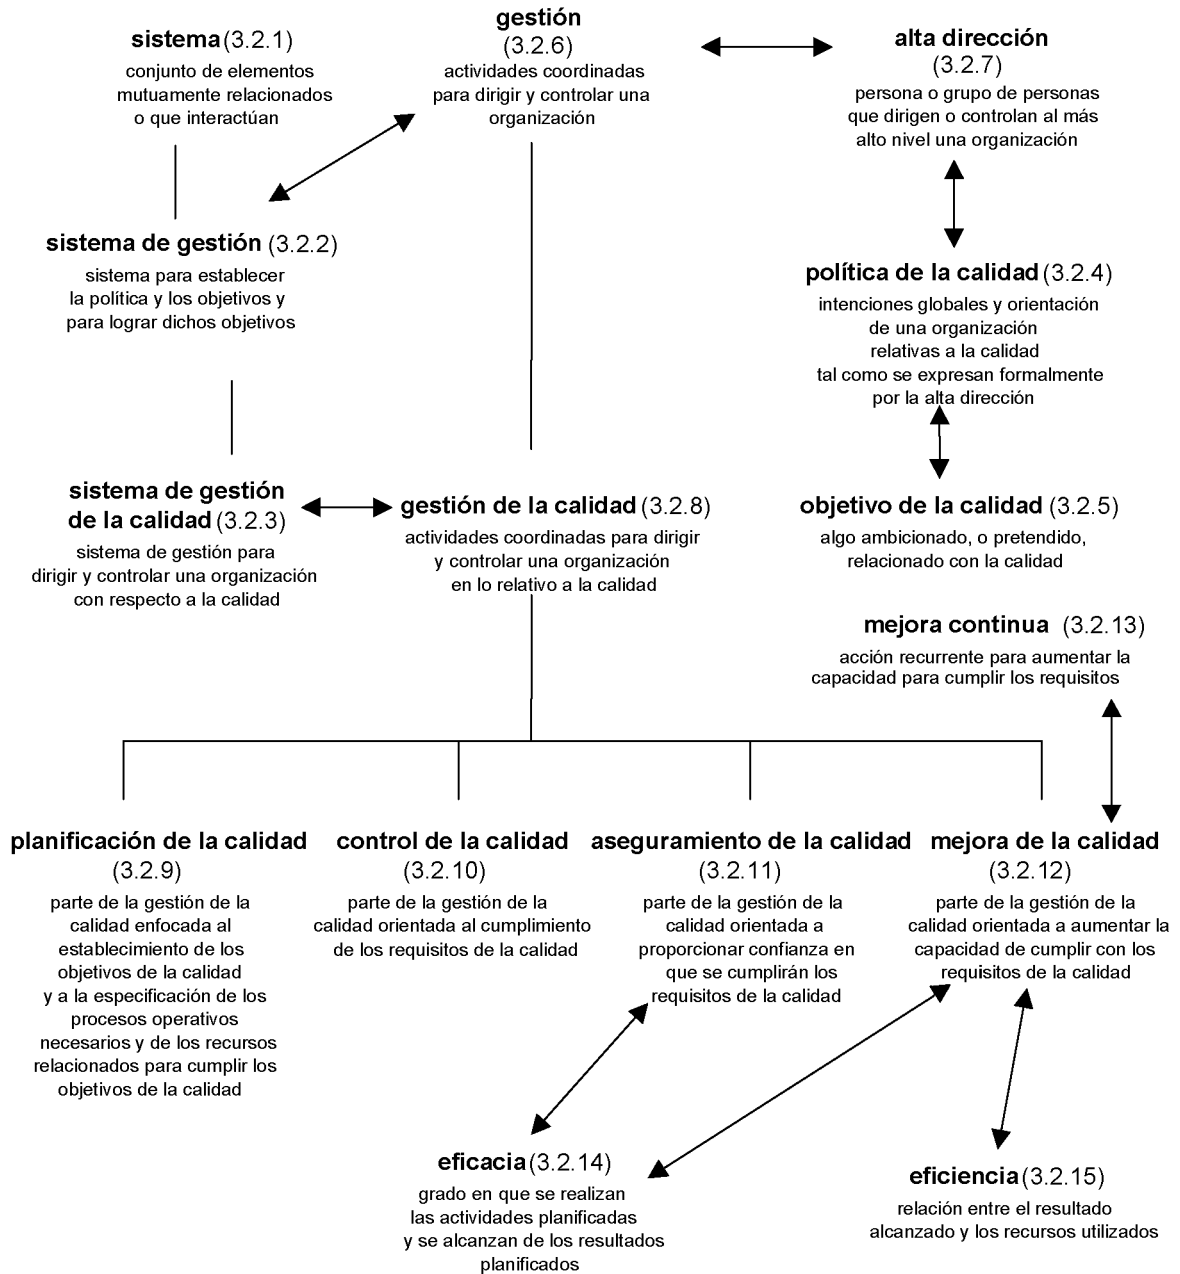 sistema (3.2.1)
conjunto de elementos
mutuamente relacionados
o que interactúan
gestión
(3.2.6)
actividades coordinadas
para dirigir y controlar una
organización
alta dirección
(3.2.7)
persona o grupo de personas
que dirigen o controlan al más
alto nivel una organización
sistema de gestión (3.2.2)
sistema para establecer
la política y los objetivos y
para lograr dichos objetivos
política de la calidad (3.2.4)
intenciones globales y orientación
de una organización
relativas a la calidad
tal como se expresan formalmente
por la alta dirección
sistema de gestión
de la calidad (3.2.3)
sistema de gestión para
dirigir y controlar una organización
con respecto a la calidad
gestión de la calidad (3.2.8)
actividades coordinadas para dirigir
y controlar una organización
en lo relativo a la calidad
objetivo de la calidad (3.2.5)
algo ambicionado, o pretendido,
relacionado con la calidad
mejora continua (3.2.13)
acción recurrente para aumentar la
capacidad para cumplir los requisitos
planificación de la calidad
(3.2.9)
parte de la gestión de la
calidad enfocada al
establecimiento de los
objetivos de la calidad
y a la especificación de los
procesos operativos
necesarios y de los recursos
relacionados para cumplir los
objetivos de la calidad
control de la calidad
(3.2.10)
parte de la gestión de la
calidad orientada al cumplimiento
de los requisitos de la calidad
aseguramiento de la calidad
(3.2.11)
parte de la gestión de la
calidad orientada a
proporcionar confianza en
que se cumplirán los
requisitos de la calidad
mejora de la calidad
(3.2.12)
parte de la gestión de la
calidad orientada a aumentar la
capacidad de cumplir con los
requisitos de la calidad
eficacia (3.2.14)
grado en que se realizan
las actividades planificadas
y se alcanzan de los resultados
planificados
eficiencia (3.2.15)
relación entre el resultado
alcanzado y los recursos utilizados